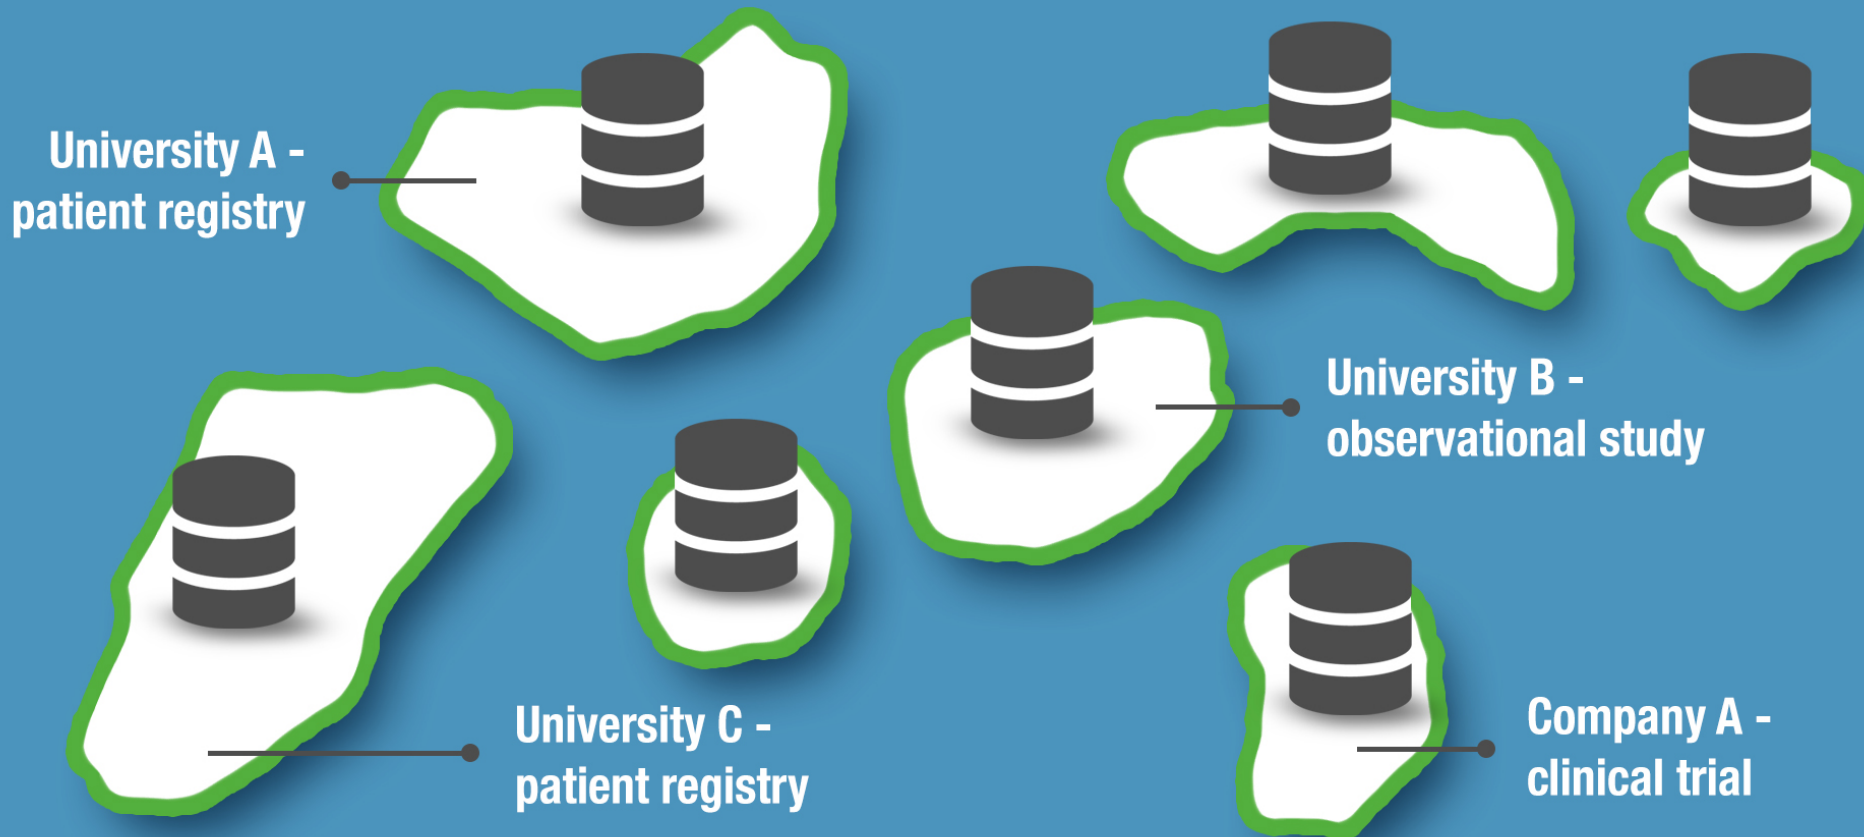 University A -
patient registry
University B -
observational study
University C -
patient registry
Company A -
clinical trial